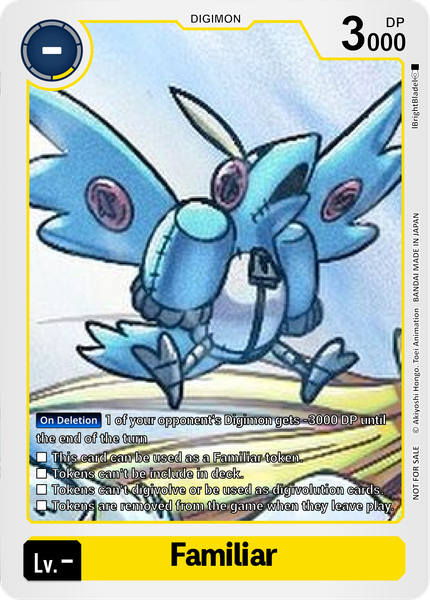 DIGIMON
-
3000
DP
On Deletion 1 of your opponent's Digimon gets -3000 DP until
the end of the turn
This card can be used as a Familiar token.
Tokens can't be include in deck.
Tokens can't digivolve or be used as digivolution cards.
Tokens are removed from the game when they leave play.
Lv.-
Familiar
NOT FOR SALE © Akiyoshi Hongo. Toei Animation BANDAI MADE IN JAPAN